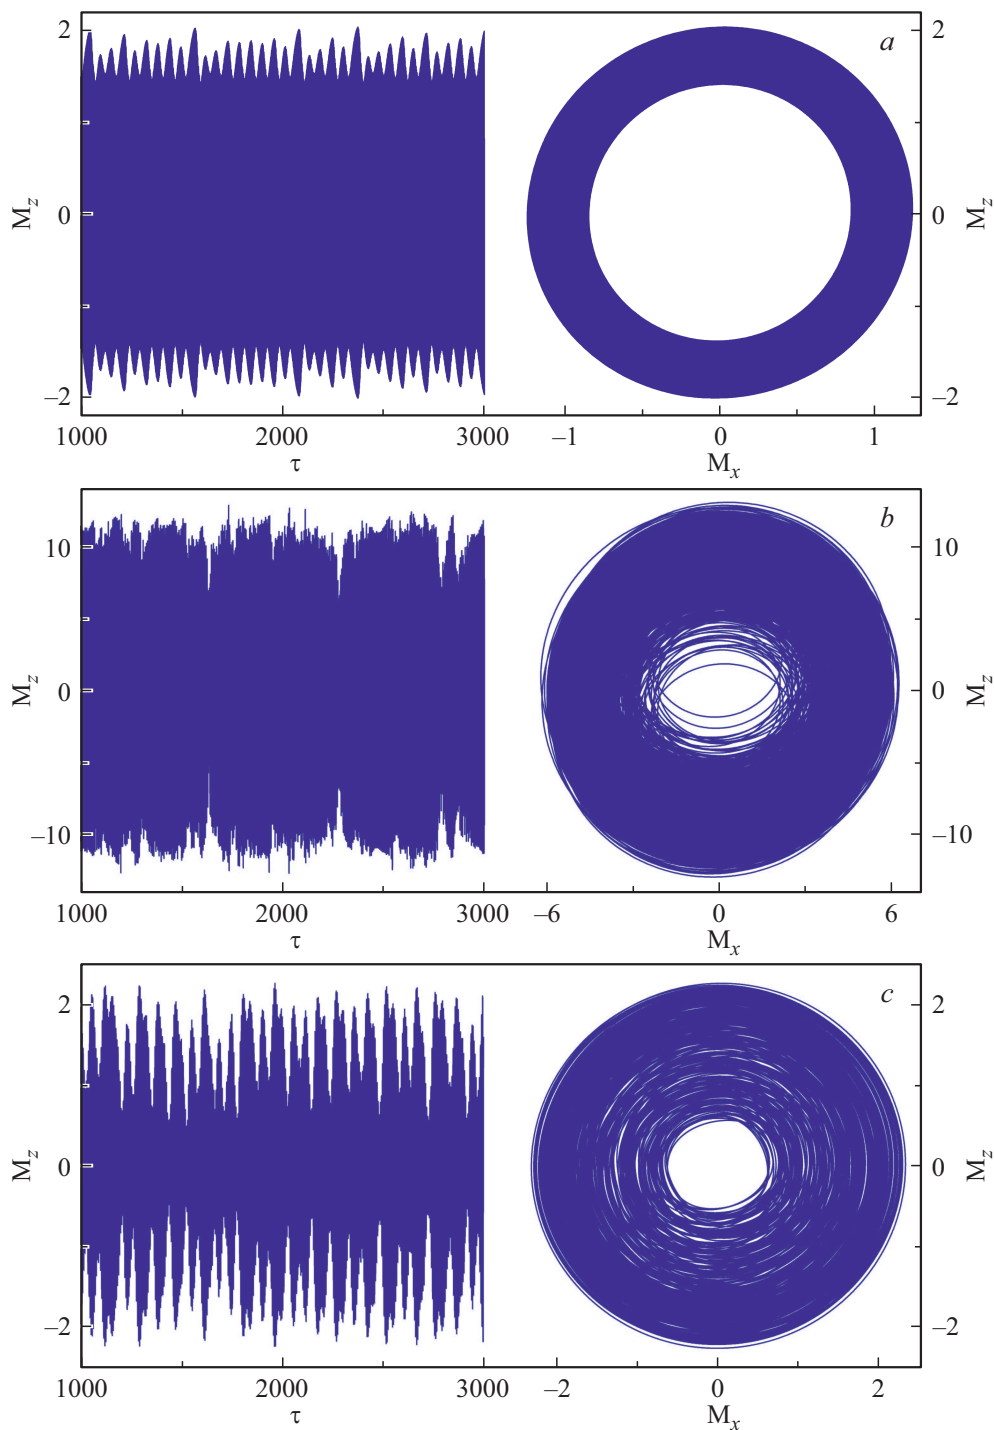 2 2 a
M_z 0 0 M_z
–2 –2
1000 2000 3000 –1 0 1
τ M_x
10 b 10
M_z 0 0 M_z
–10 –10
1000 2000 3000 –6 0 6
τ M_x
2 c 2
M_z 0 0 M_z
–2 –2
1000 2000 3000 –2 0 2
τ M_x